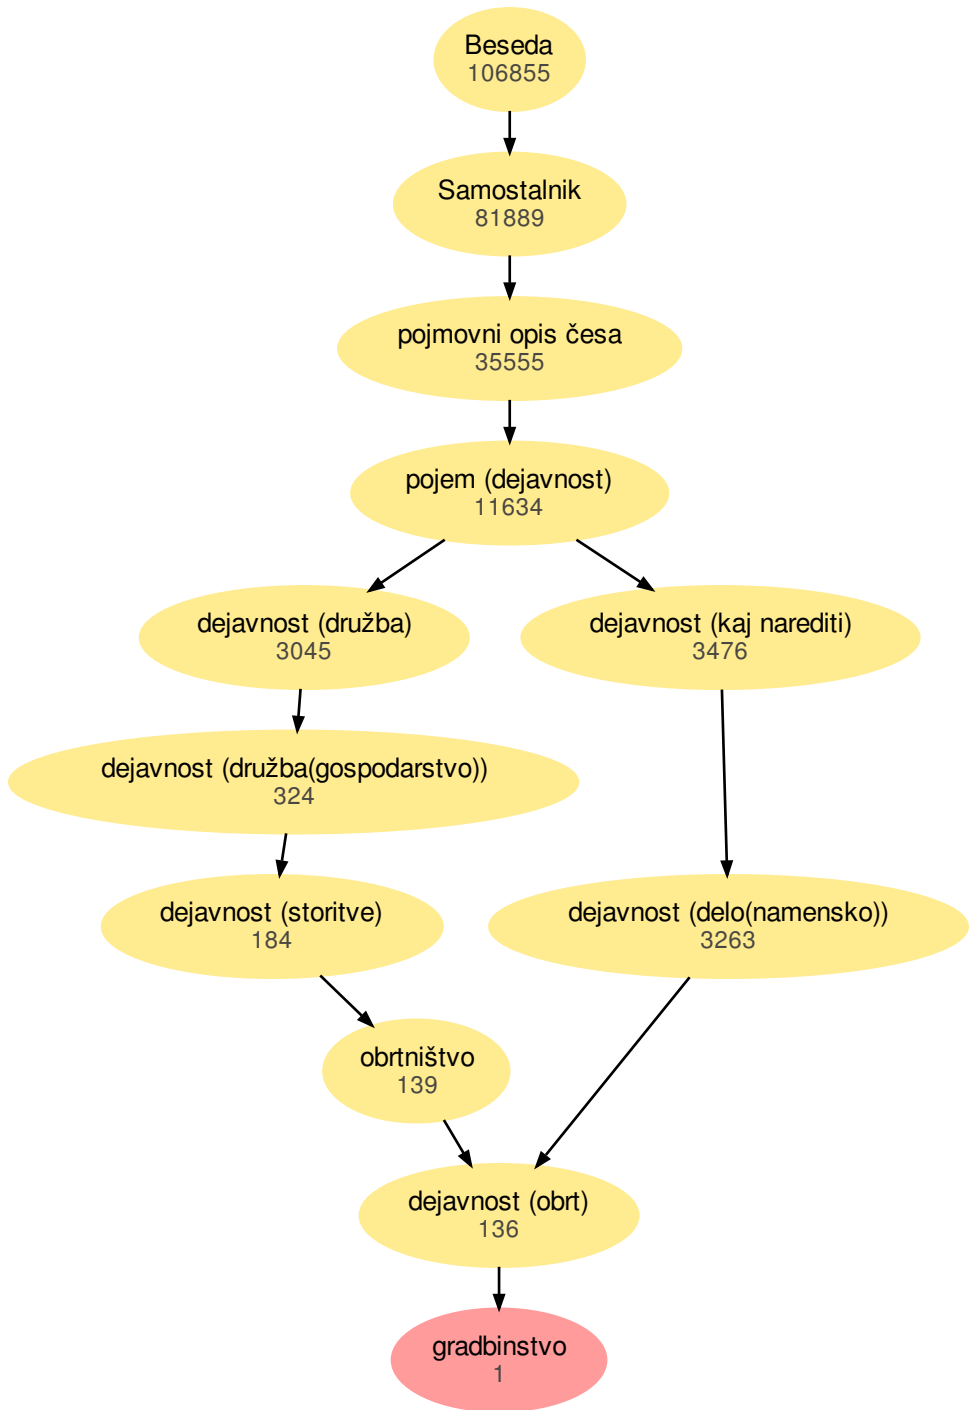 Beseda
106855
Samostalnik
81889
pojmovni opis česa
35555
pojem (dejavnost)
11634
dejavnost (družba)
3045
dejavnost (kaj narediti)
3476
dejavnost (družba(gospodarstvo))
324
dejavnost (storitve)
184
dejavnost (delo(namensko))
3263
obrtništvo
139
dejavnost (obrt)
136
gradbinstvo
1